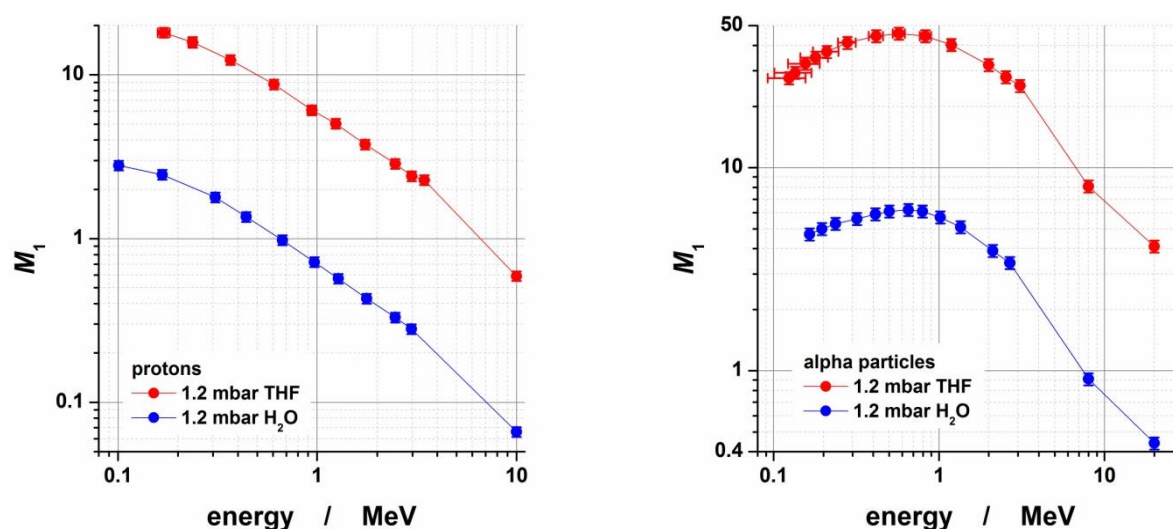 M₁
10
1
0.1
protons
1.2 mbar THF
1.2 mbar H₂O
0.1
1
10
energy / MeV
M₁
50
10
1
0.4
alpha particles
1.2 mbar THF
1.2 mbar H₂O
0.1
1
10
energy / MeV